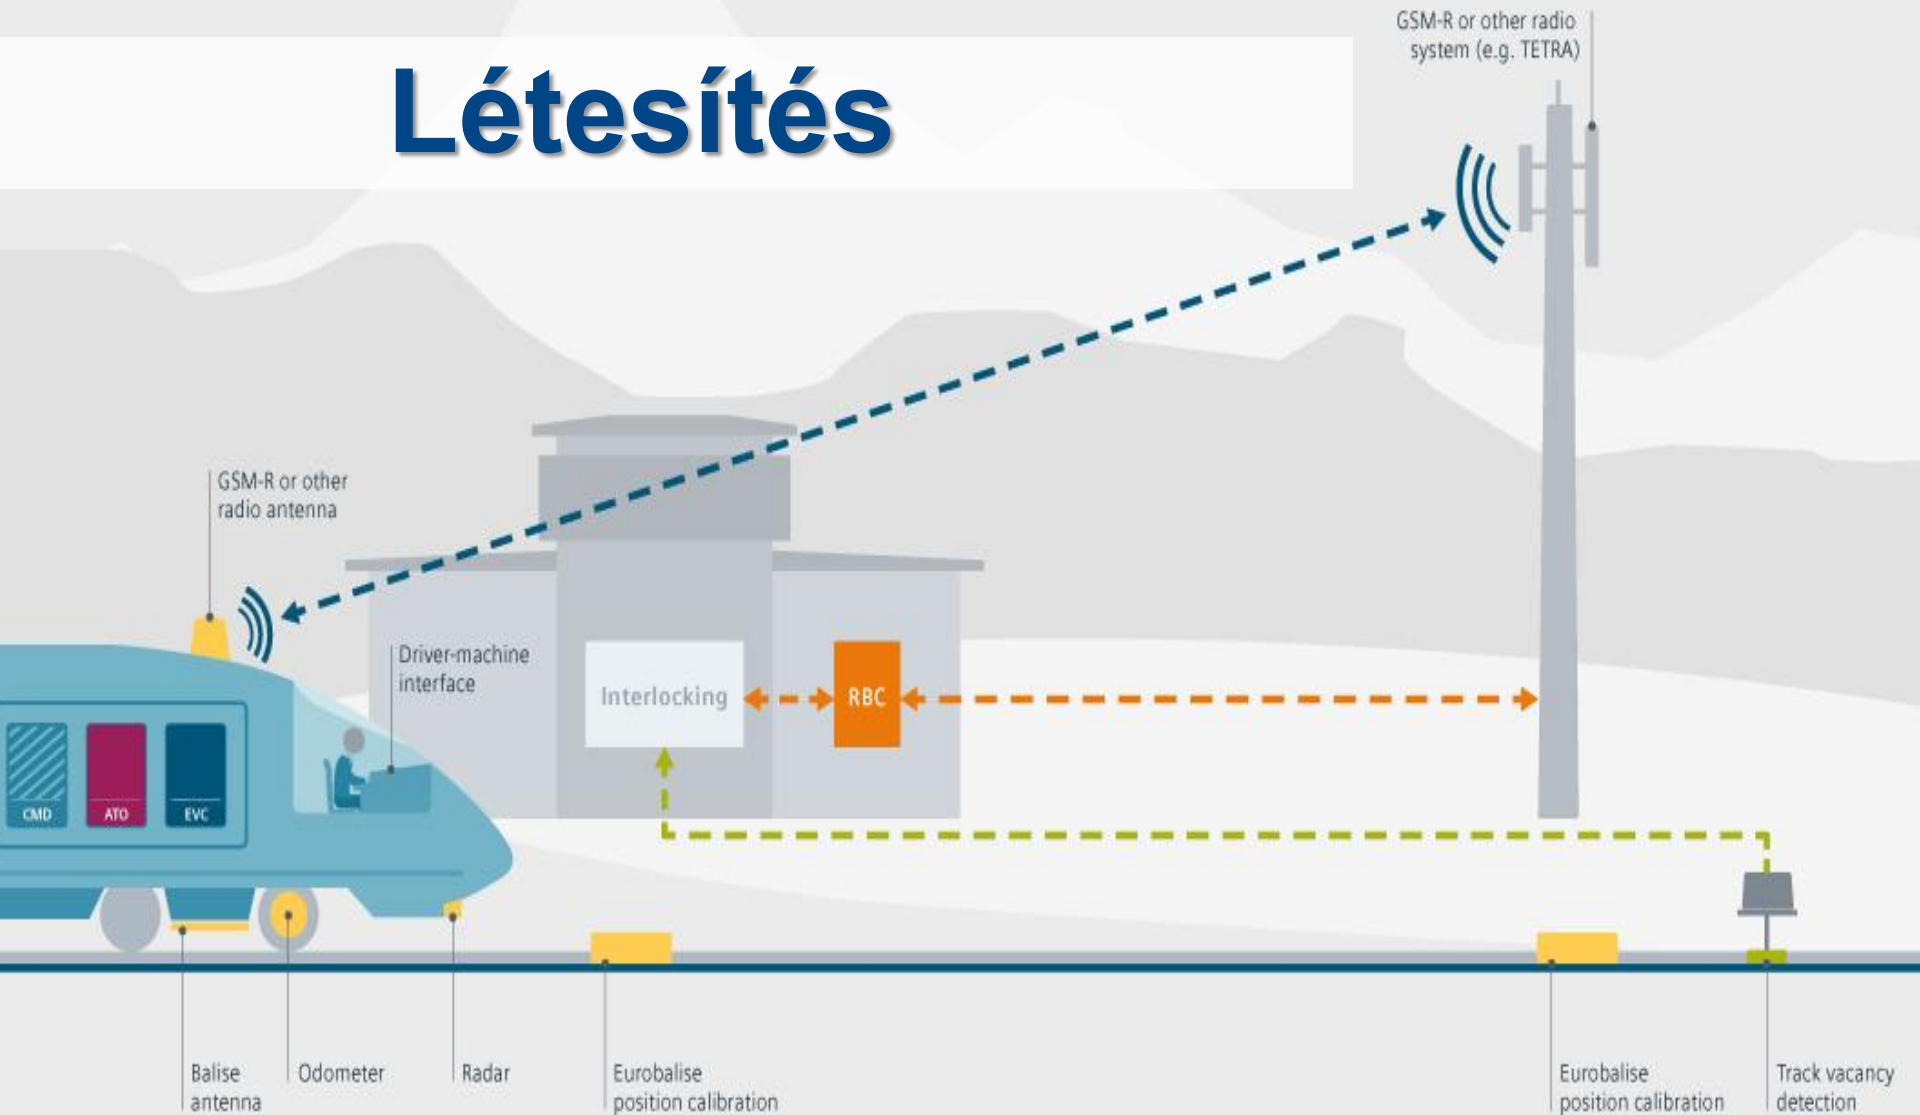 GSM-R or other radio
system (e.g. TETRA)
Létesítés
GSM-R or other
radio antenna
Driver-machine
interface
Interlocking
RBC
CMD
ATO
EVC
Balise
antenna
Odometer
Radar
Eurobalise
position calibration
Eurobalise
position calibration
Track vacancy
detection